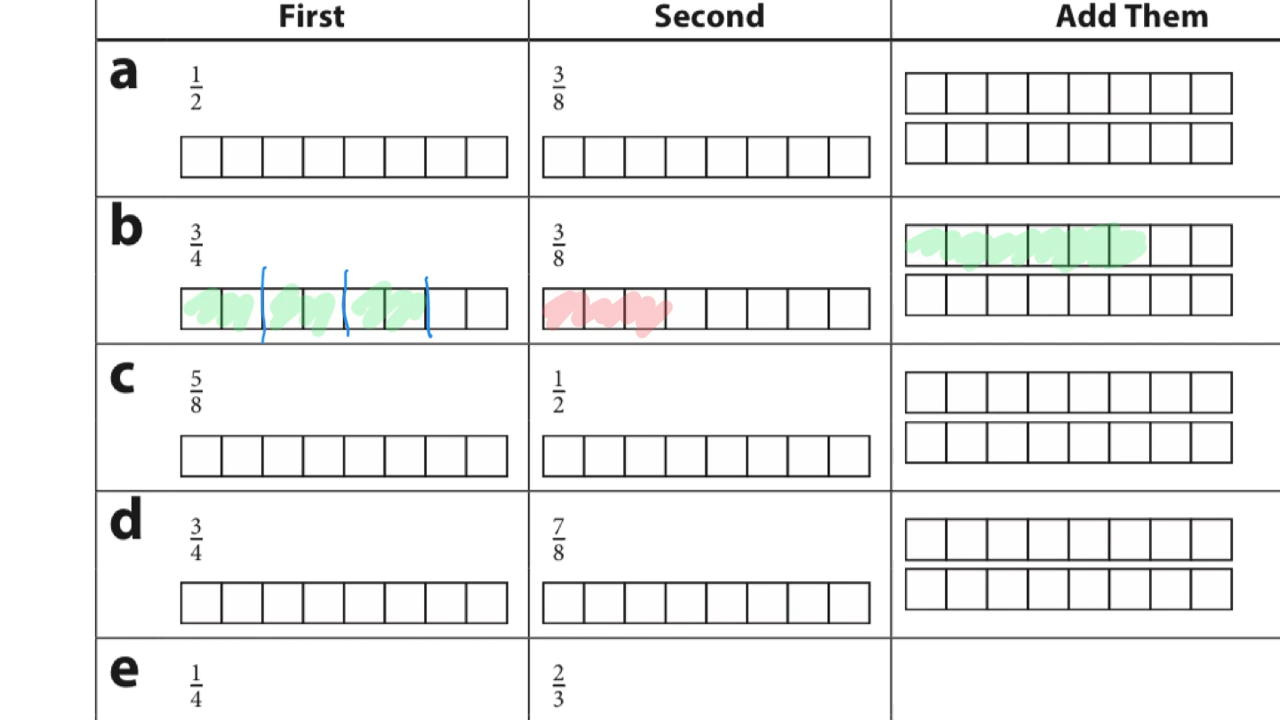 First Second Add Them
a 1/2 3/8
b 3/4 3/8
c 5/8 1/2
d 3/4 7/8
e 1/4 2/3